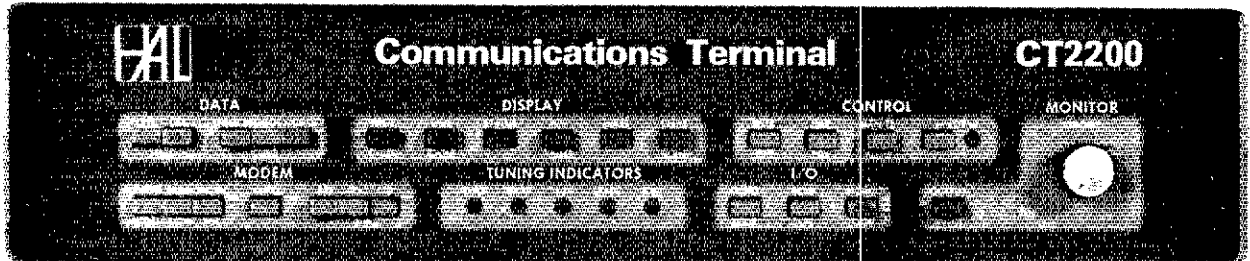 HAL Communications Terminal CT2200
DATA DISPLAY CONTROL MONITOR
MODEM TUNING INDICATORS I/O